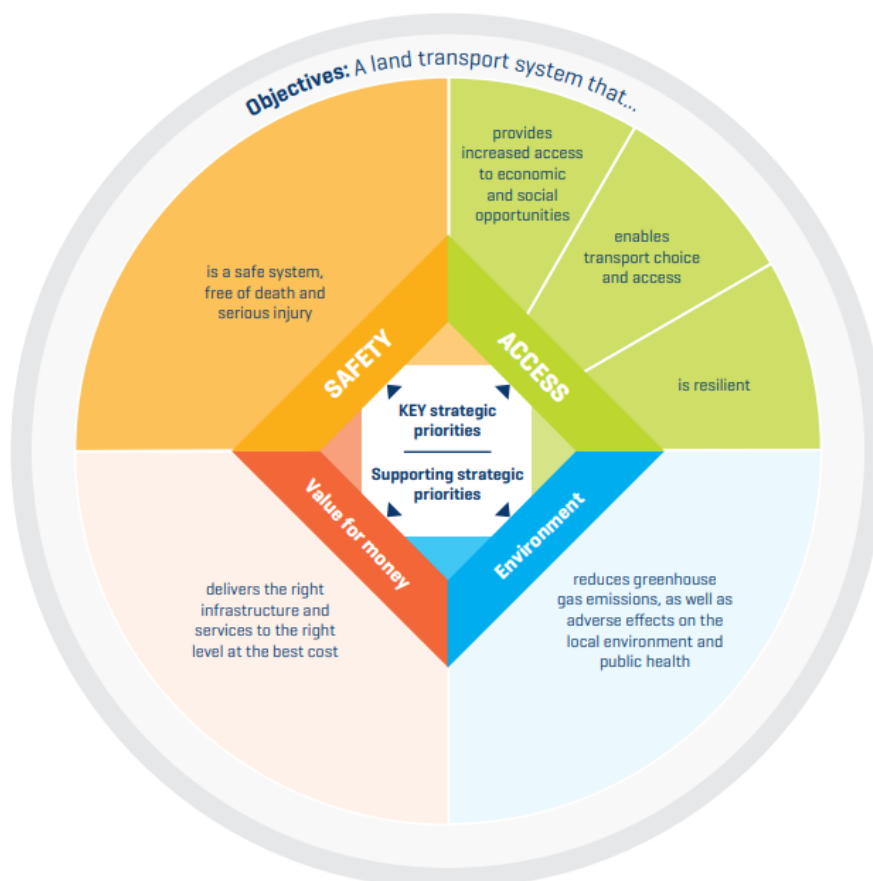 Objectives: A land transport system that...
provides
increased access
to economic
and social
opportunities
enables
transport choice
and access
is resilient
is a safe system,
free of death and
serious injury
SAFETY
ACCESS
KEY strategic
priorities
Supporting strategic
priorities
Value for money
Environment
delivers the right
infrastructure and
services to the right
level at the best cost
reduces greenhouse
gas emissions, as well as
adverse effects on the
local environment and
public health